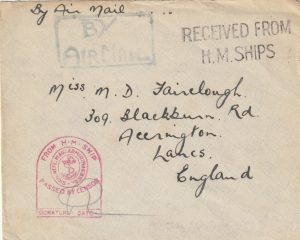 By Air Mail
BY
AIR MAIL
RECEIVED FROM
H.M. SHIPS
Miss M. D. Fairclough.
309. Blackburn. Rd.
Accrington.
Lancs.
England
FROM H.M. SHIP
PASSED BY CENSOR
SIGNATURE DATE